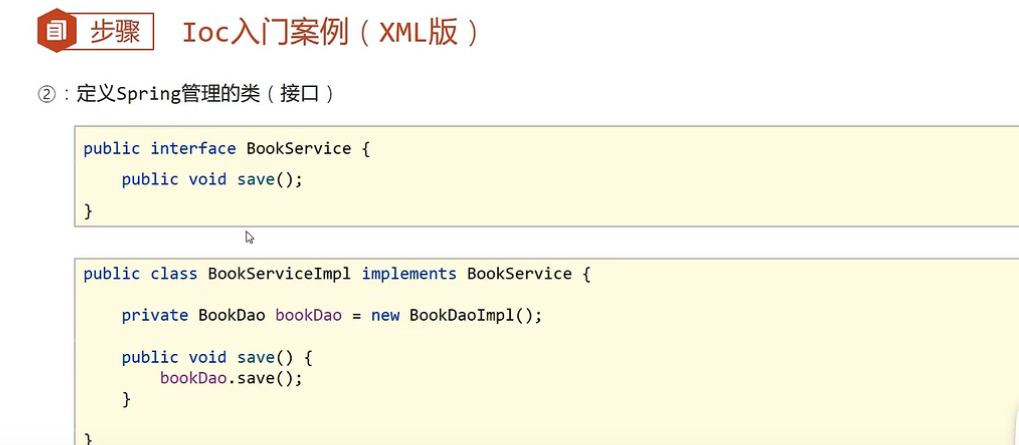 步骤 Ioc入门案例（XML版）
②：定义Spring管理的类（接口）
public interface BookService {
public void save();
}
public class BookServiceImpl implements BookService {
private BookDao bookDao = new BookDaoImpl();
public void save() {
bookDao.save();
}
}